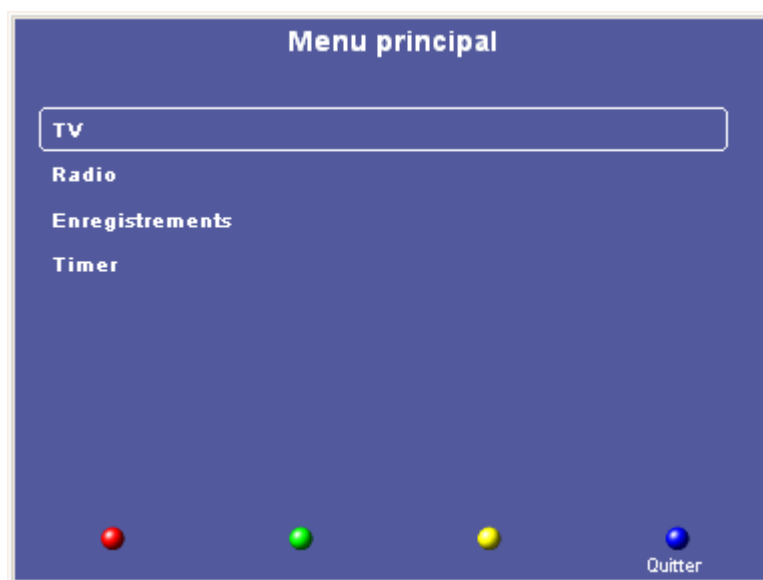 Menu principal
TV
Radio
Enregistrements
Timer
Quitter